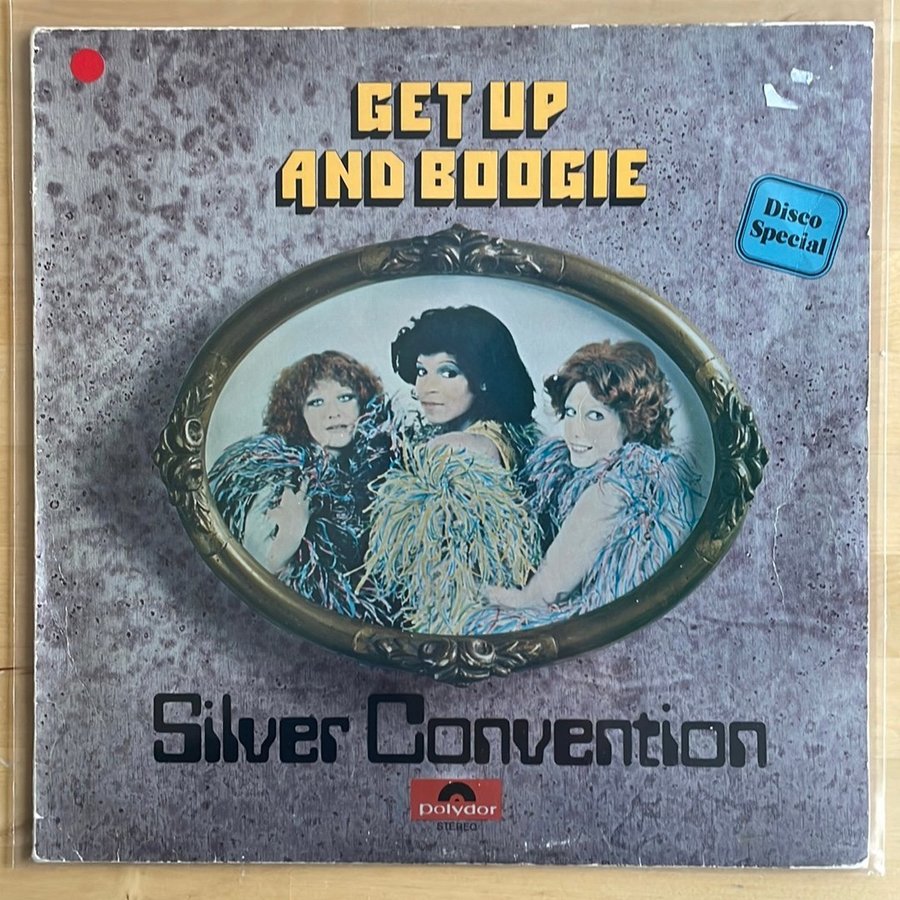 GET UP
AND BOOGIE
Disco
Special
Silver Convention
polydor
STEREO